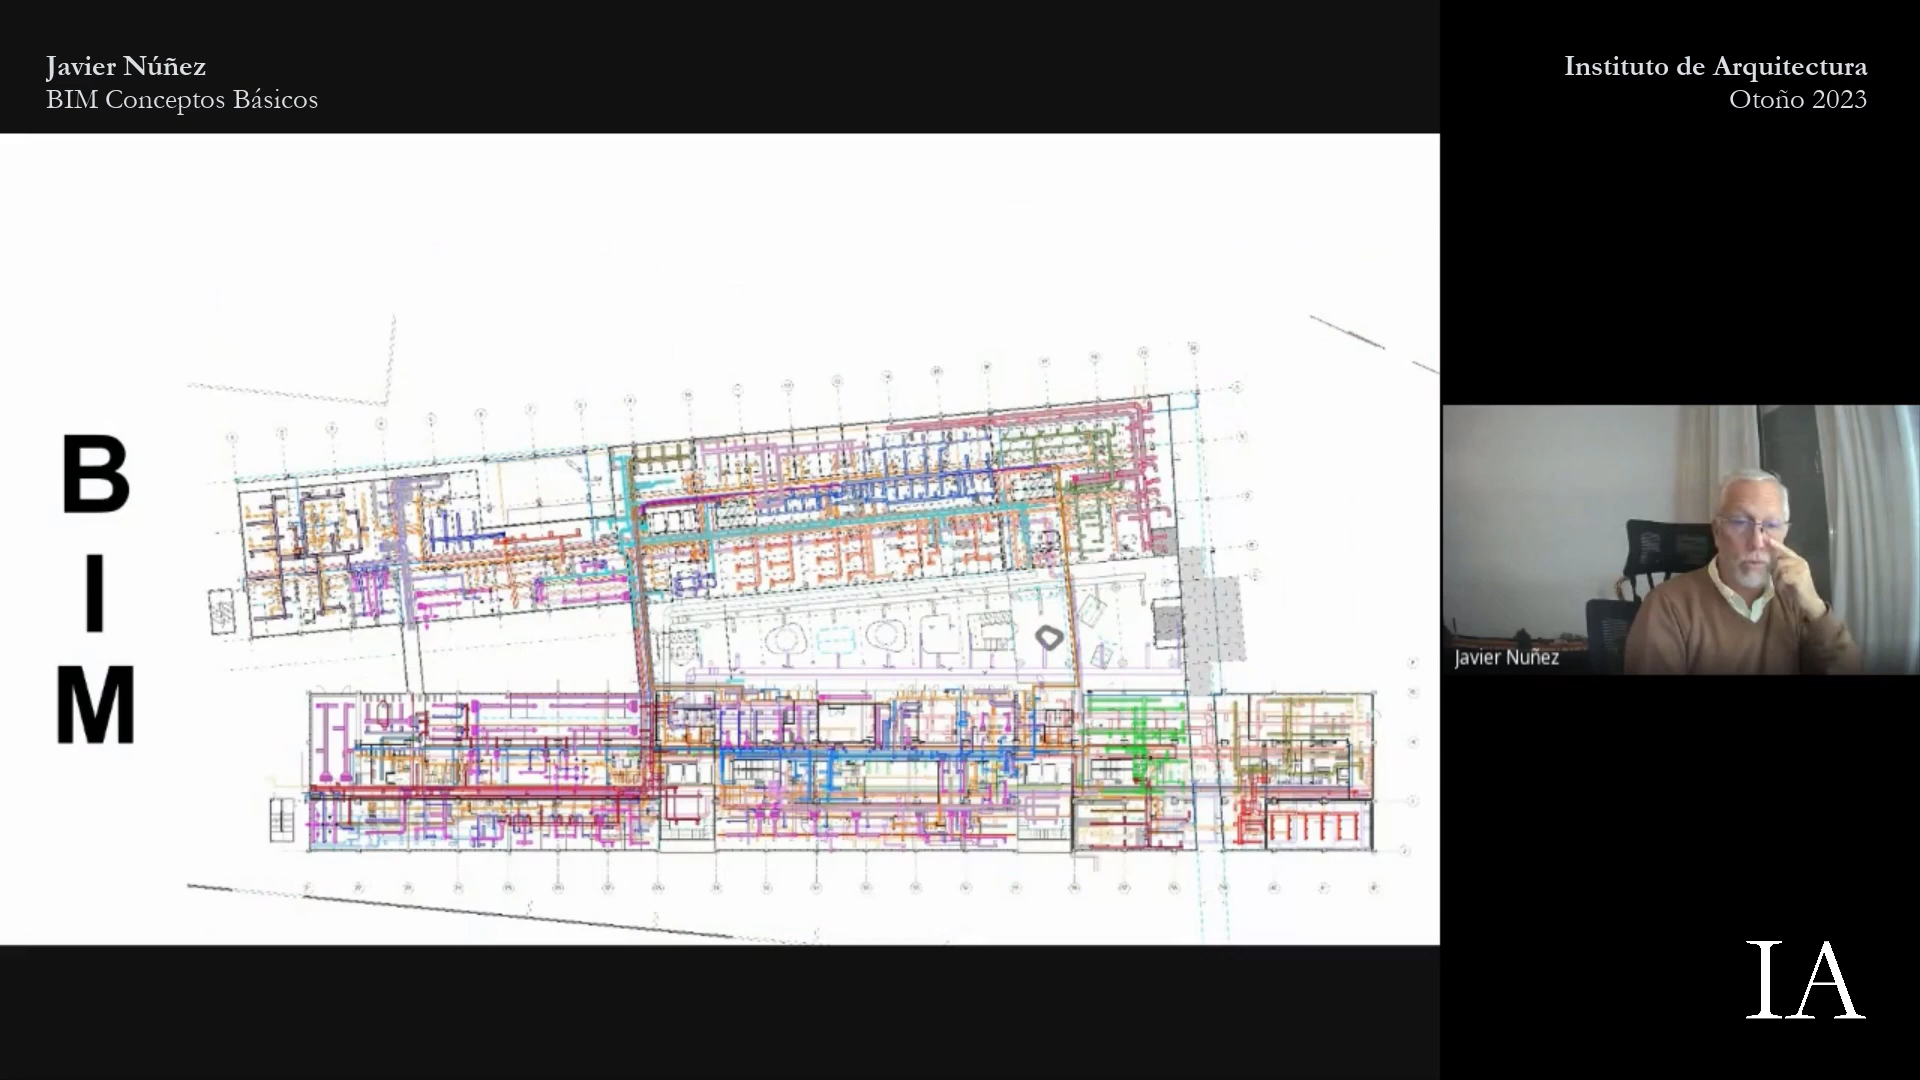 Javier Núñez
BIM Conceptos Básicos
Instituto de Arquitectura
Otoño 2023
B
I
M
Javier Nuñez
IA